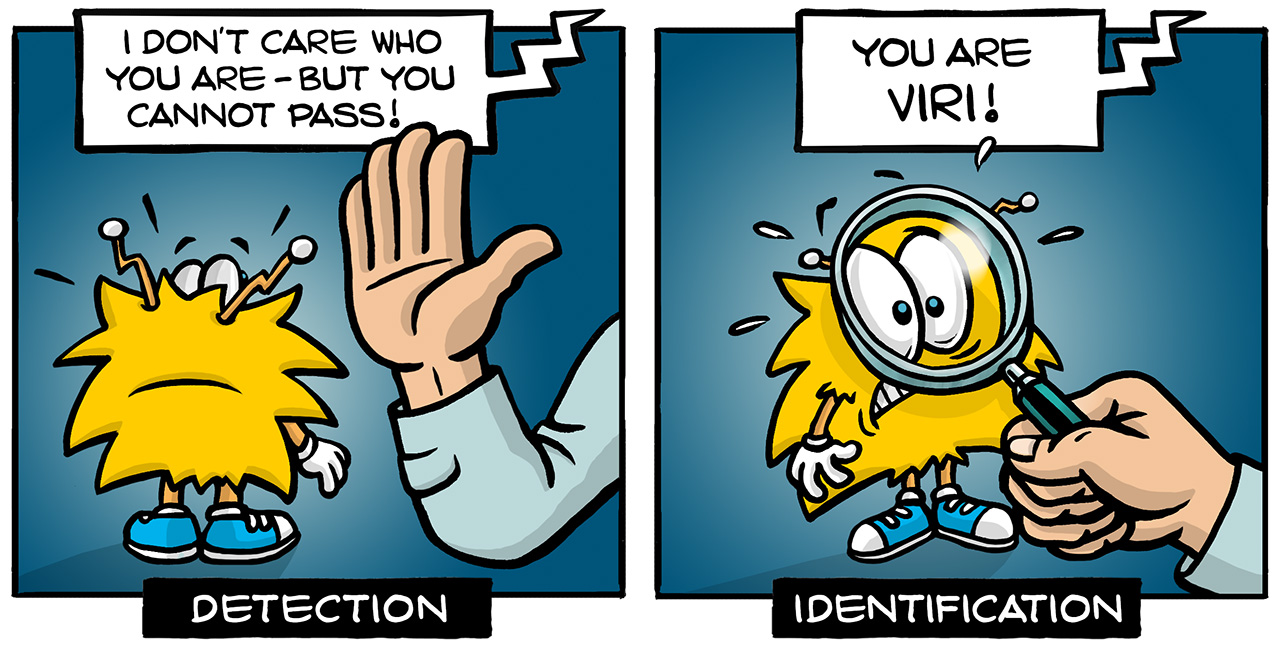 I DON'T CARE WHO
YOU ARE – BUT YOU
CANNOT PASS!
DETECTION
YOU ARE
VIRI!
IDENTIFICATION